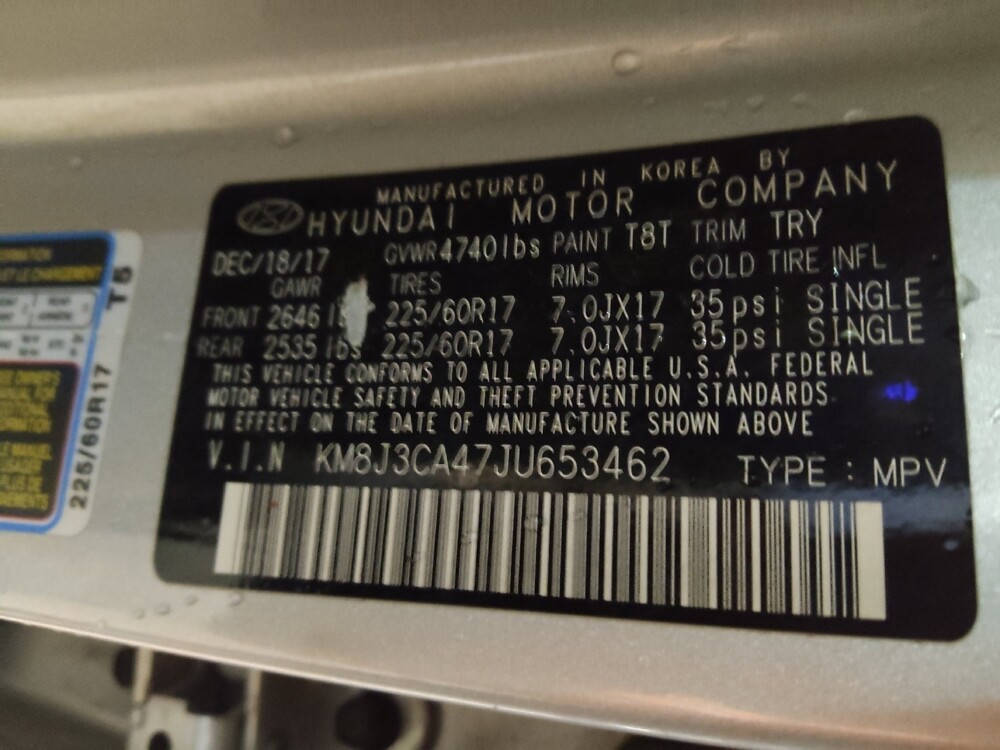 MANUFACTURED IN KOREA BY
HYUNDAI MOTOR COMPANY
DEC/18/17 GVWR 4740lbs PAINT T8T TRIM TRY
GAWR TIRES RIMS COLD TIRE INFL
FRONT 2646 225/60R17 7.0JX17 35psi SINGLE
REAR 2535 lbs 225/60R17 7.0JX17 35psi SINGLE
THIS VEHICLE CONFORMS TO ALL APPLICABLE U.S.A. FEDERAL
MOTOR VEHICLE SAFETY AND THEFT PREVENTION STANDARDS
IN EFFECT ON THE DATE OF MANUFACTURE SHOWN ABOVE
V.I.N KM8J3CA47JU653462 TYPE : MPV
225/60R17